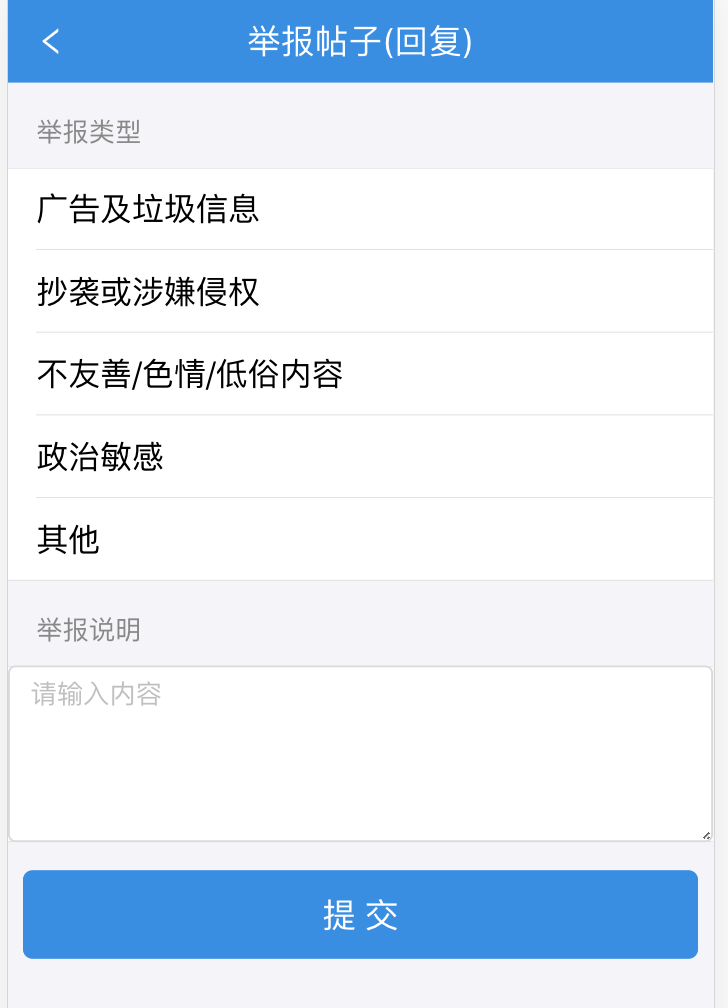 举报帖子(回复)
举报类型
广告及垃圾信息
抄袭或涉嫌侵权
不友善/色情/低俗内容
政治敏感
其他
举报说明
请输入内容
提 交